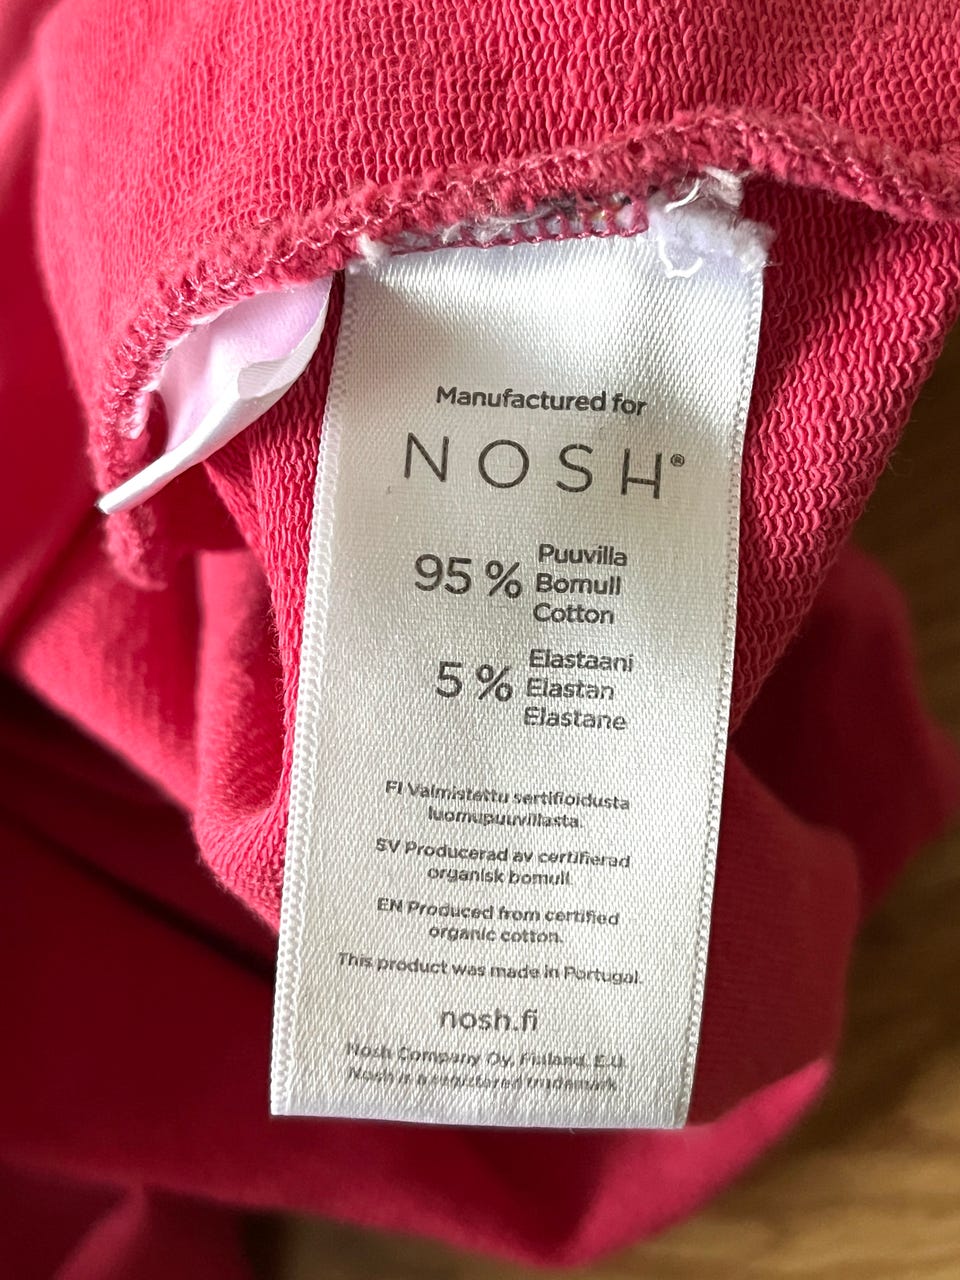 Manufactured for
NOSH®
95 % Puuvilla
Bomull
Cotton
5 % Elastaani
Elastan
Elastane
FI Valmistettu sertifioidusta
luomupuuvillasta.
SV Producerad av certifierad
organisk bomull.
EN Produced from certified
organic cotton.
This product was made in Portugal.
nosh.fi
Nosh Company Oy, Finland, E.U.
Nosh is a registered trademark